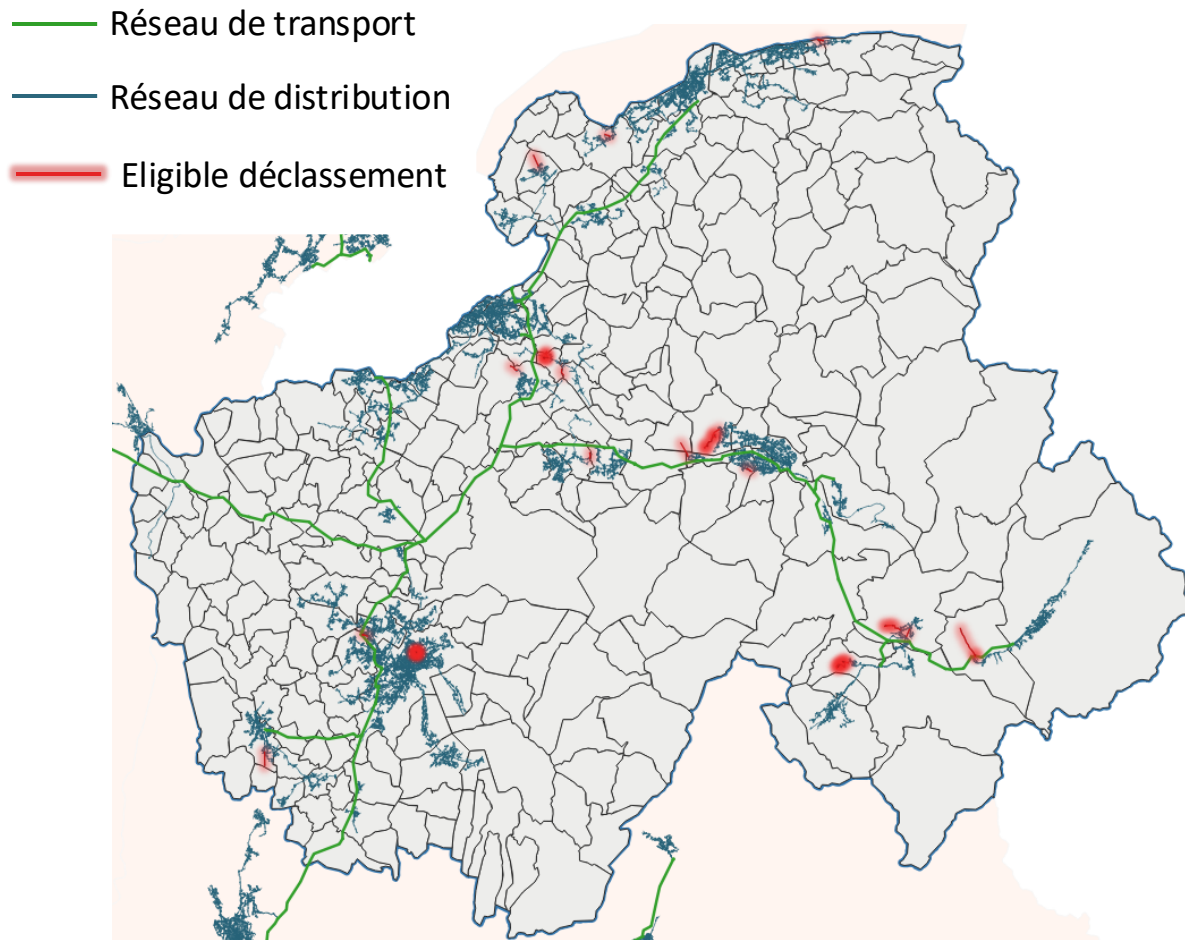 Réseau de transport
Réseau de distribution
Eligible déclassement